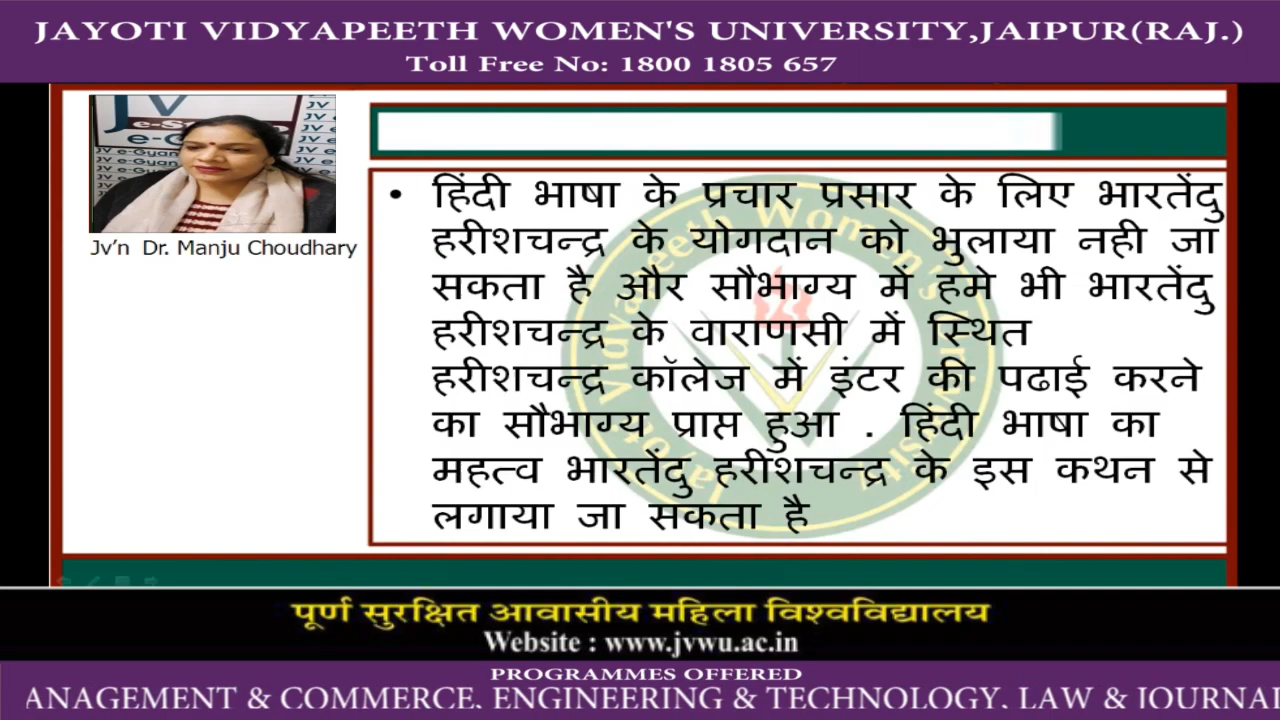 JAYOTI VIDYAPEETH WOMEN'S UNIVERSITY,JAIPUR(RAJ.)
Toll Free No: 1800 1805 657
Jv'n Dr. Manju Choudhary
• हिंदी भाषा के प्रचार प्रसार के लिए भारतेंदु
हरीशचन्द्र के योगदान को भुलाया नही जा
सकता है और सौभाग्य में हमे भी भारतेंदु
हरीशचन्द्र के वाराणसी में स्थित
हरीशचन्द्र कॉलेज में इंटर की पढाई करने
का सौभाग्य प्राप्त हुआ . हिंदी भाषा का
महत्व भारतेंदु हरीशचन्द्र के इस कथन से
लगाया जा सकता है
पूर्ण सुरक्षित आवासीय महिला विश्वविद्यालय
Website : www.jvwu.ac.in
PROGRAMMES OFFERED
ANAGEMENT & COMMERCE, ENGINEERING & TECHNOLOGY, LAW & JOURNA